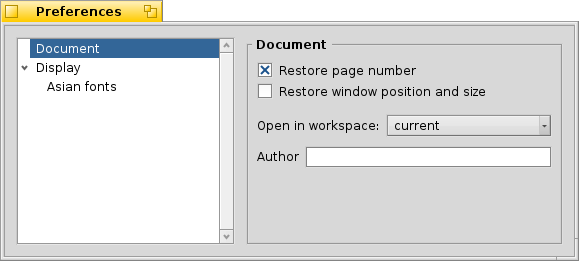 Preferences
Document
Display
Asian fonts
Document
Restore page number
Restore window position and size
Open in workspace: current
Author